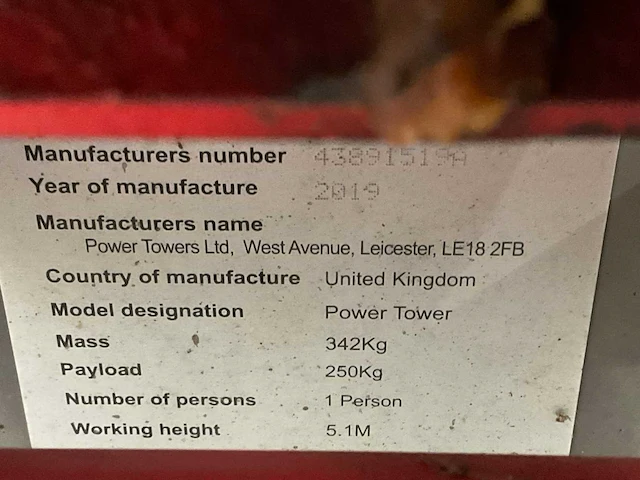 Manufacturers number 43891519A
Year of manufacture 2019
Manufacturers name
Power Towers Ltd, West Avenue, Leicester, LE18 2FB
Country of manufacture United Kingdom
Model designation Power Tower
Mass 342Kg
Payload 250Kg
Number of persons 1 Person
Working height 5.1M